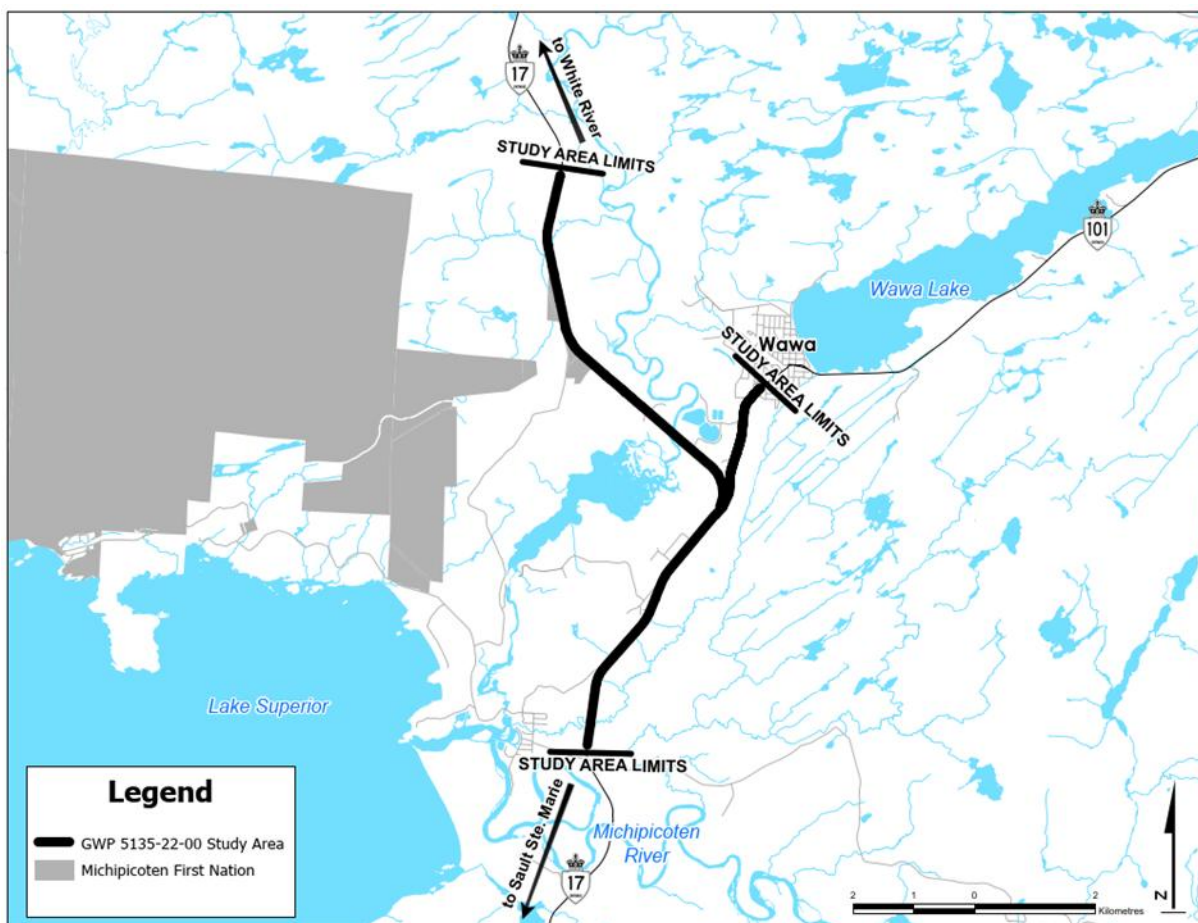 17
to White River
STUDY AREA LIMITS
101
Wawa Lake
Wawa
STUDY AREA LIMITS
Lake Superior
STUDY AREA LIMITS
to Sault Ste. Marie
Michipicoten
River
17
Legend
GWP 5135-22-00 Study Area
Michipicoten First Nation
2 1 0 2
Kilometres
N